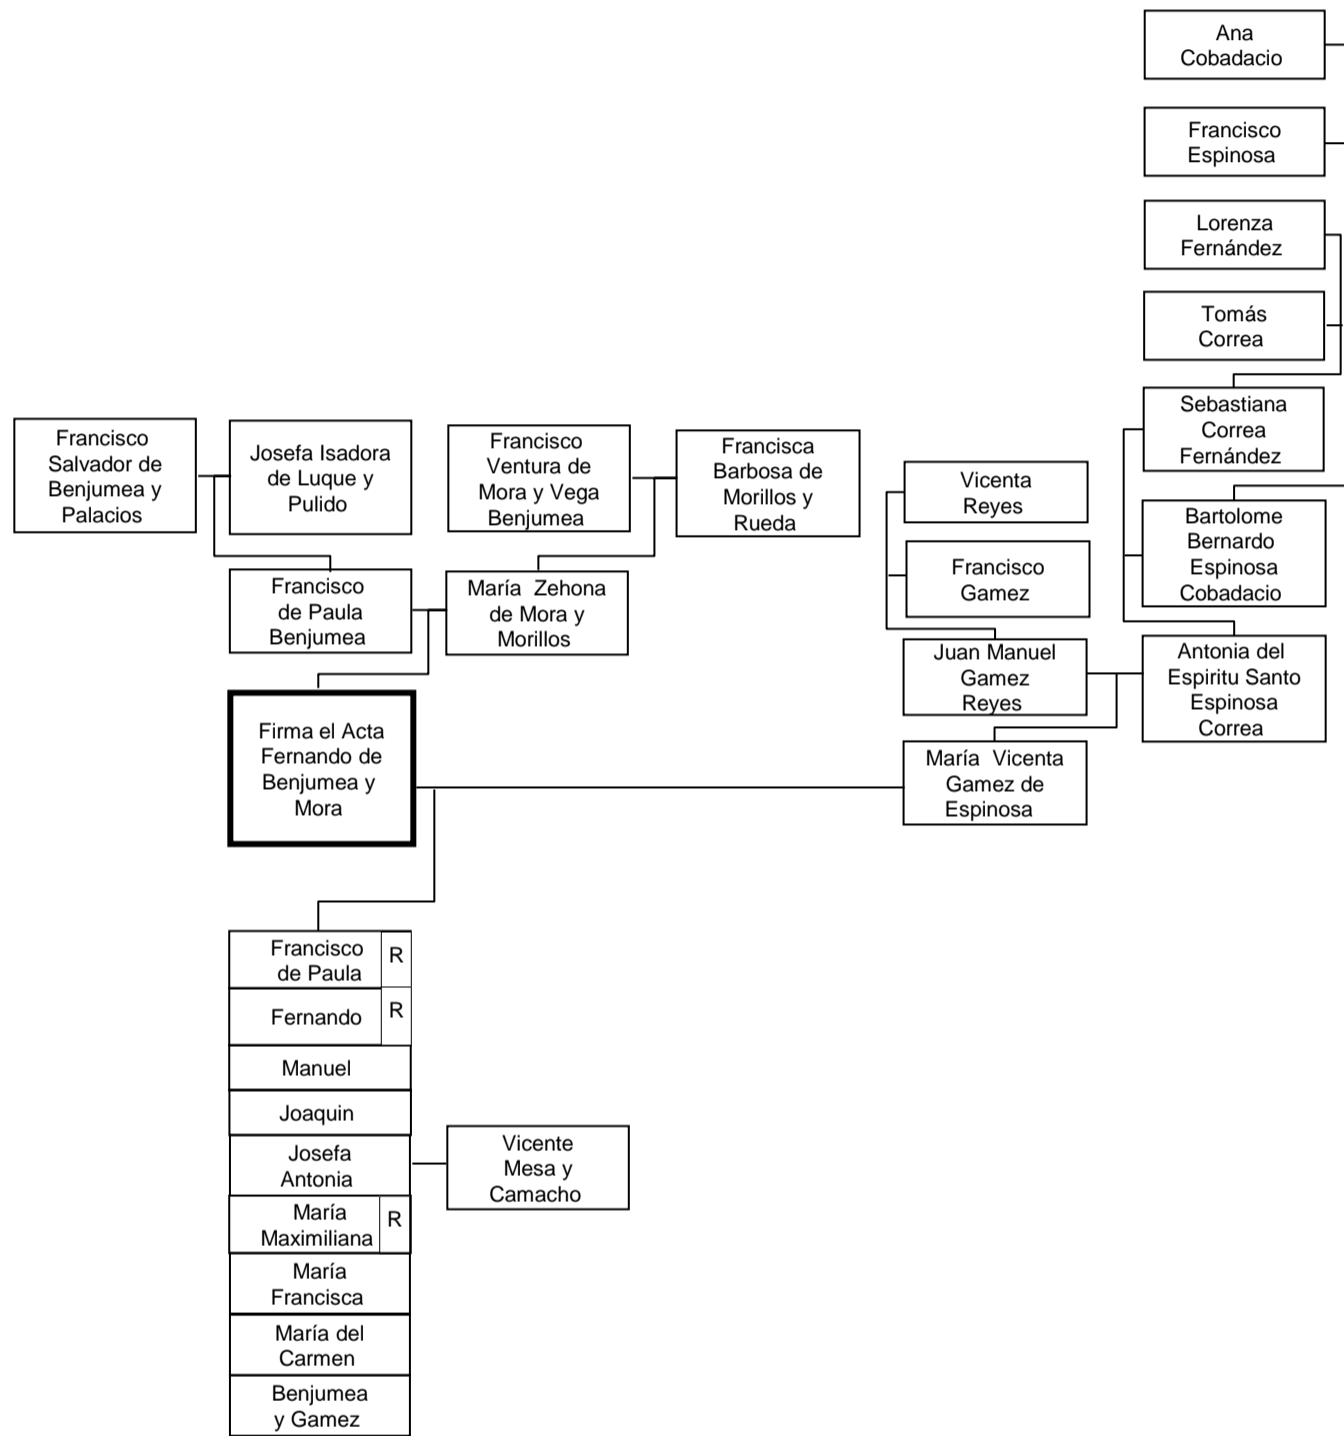 Ana
Cobadacio
Francisco
Espinosa
Lorenza
Fernández
Tomás
Correa
Sebastiana
Correa
Fernández
Francisco
Salvador de
Benjumea y
Palacios
Josefa Isadora
de Luque y
Pulido
Francisco
Ventura de
Mora y Vega
Benjumea
Francisca
Barbosa de
Morillos y
Rueda
Vicenta
Reyes
Bartolome
Bernardo
Espinosa
Cobadacio
Francisco
Gamez
Francisco
de Paula
Benjumea
María Zehona
de Mora y
Morillos
Juan Manuel
Gamez
Reyes
Antonia del
Espiritu Santo
Espinosa
Correa
Firma el Acta
Fernando de
Benjumea y
Mora
María Vicenta
Gamez de
Espinosa
Francisco
de Paula
R
Fernando
R
Manuel
Joaquin
Josefa
Antonia
Vicente
Mesa y
Camacho
María
Maximiliana
R
María
Francisca
María del
Carmen
Benjumea
y Gamez